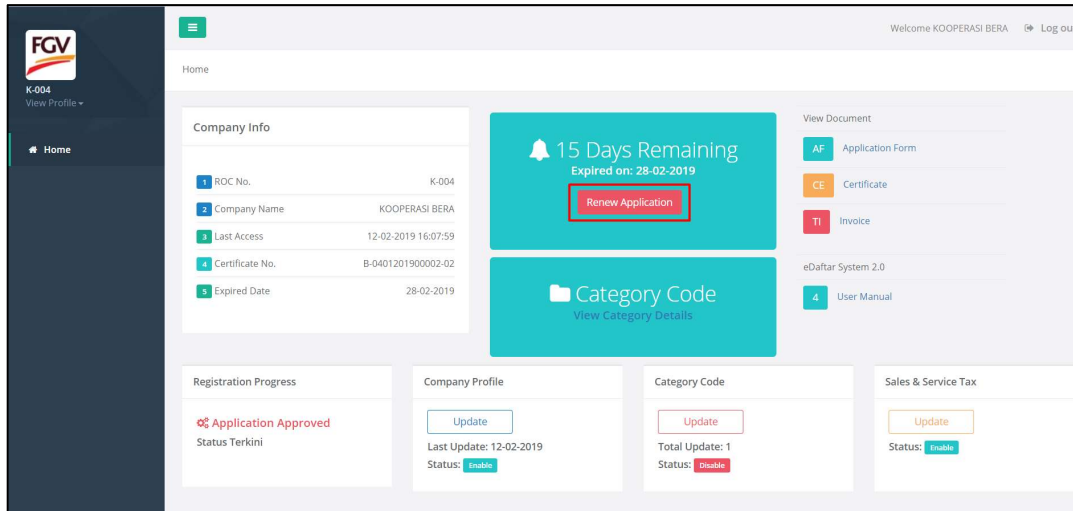 FGV
K-004
View Profile
Home
Welcome KOOPERASI BERA
Log ou
Home
Company Info
1 ROC No. K-004
2 Company Name KOOPERASI BERA
3 Last Access 12-02-2019 16:07:59
4 Certificate No. B-0401201900002-02
5 Expired Date 28-02-2019
15 Days Remaining
Expired on: 28-02-2019
Renew Application
Category Code
View Category Details
View Document
AF Application Form
CE Certificate
TI Invoice
eDaftar System 2.0
4 User Manual
Registration Progress
Application Approved
Status Terkini
Company Profile
Update
Last Update: 12-02-2019
Status: Enable
Category Code
Update
Total Update: 1
Status: Disable
Sales & Service Tax
Update
Status: Enable